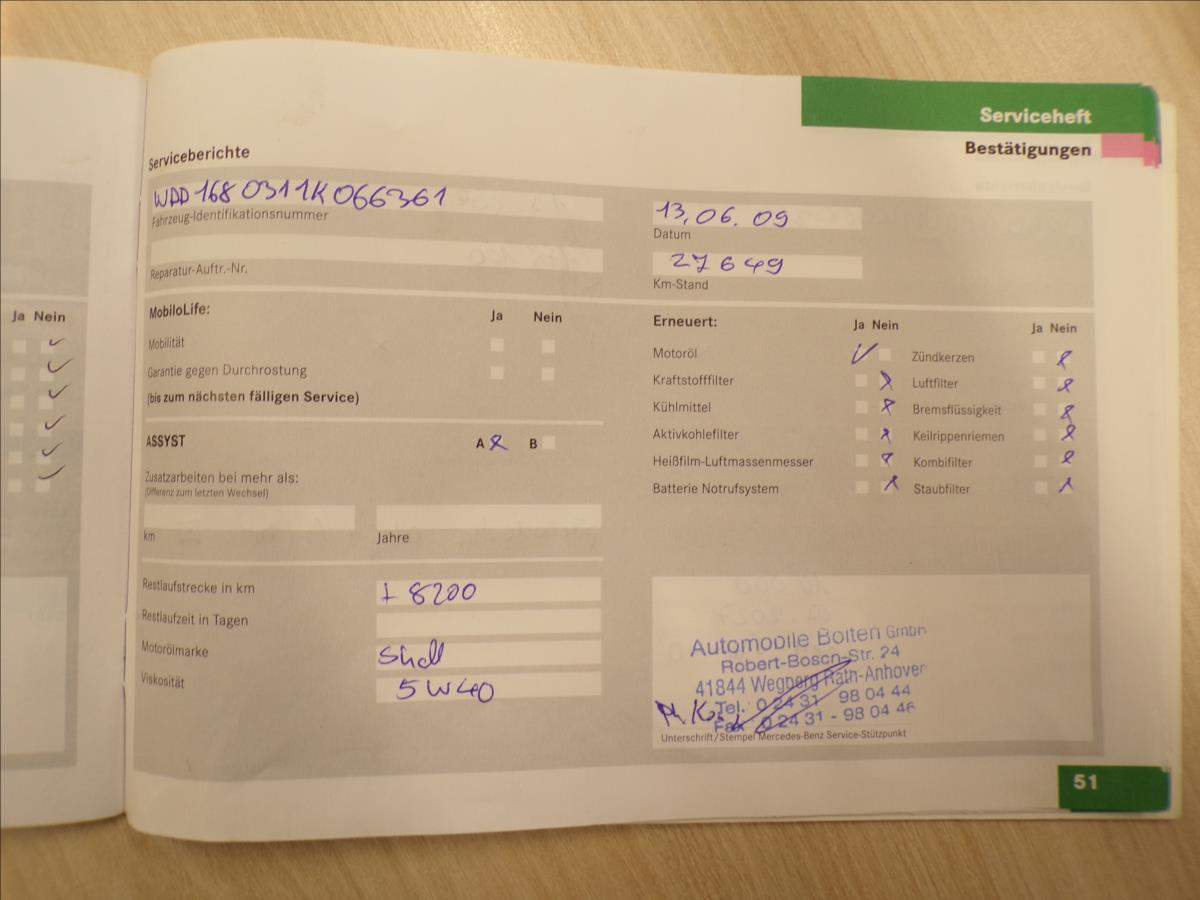 Serviceheft
Bestätigungen
Serviceberichte
WDD 168 031 1K 066361
Fahrzeug-Identifikationsnummer
13.06.09
Datum
Reparatur-Auftr.-Nr.
27649
Km-Stand
Ja Nein
MobiloLife:
Ja Nein
Mobilität
Garantie gegen Durchrostung
(bis zum nächsten fälligen Service)
ASSYST
A B
Zusatzarbeiten bei mehr als:
(Differenz zum letzten Wechsel)
km
Jahre
Restlaufstrecke in km
+ 8200
Restlaufzeit in Tagen
Motorölmarke
Shell
Viskosität
5W40
Erneuert:
Ja Nein
Ja Nein
Motoröl
Zündkerzen
Kraftstofffilter
Luftfilter
Kühlmittel
Bremsflüssigkeit
Aktivkohlefilter
Keilrippenriemen
Heißfilm-Luftmassenmesser
Kombifilter
Batterie Notrufsystem
Staubfilter
Automobile Bolten GmbH
Robert-Bosch-Str. 24
41844 Wegberg Rath-Anhoven
Tel. 0 24 31 - 98 04 44
Fax 0 24 31 - 98 04 46
Unterschrift/Stempel Mercedes-Benz Service-Stützpunkt
51